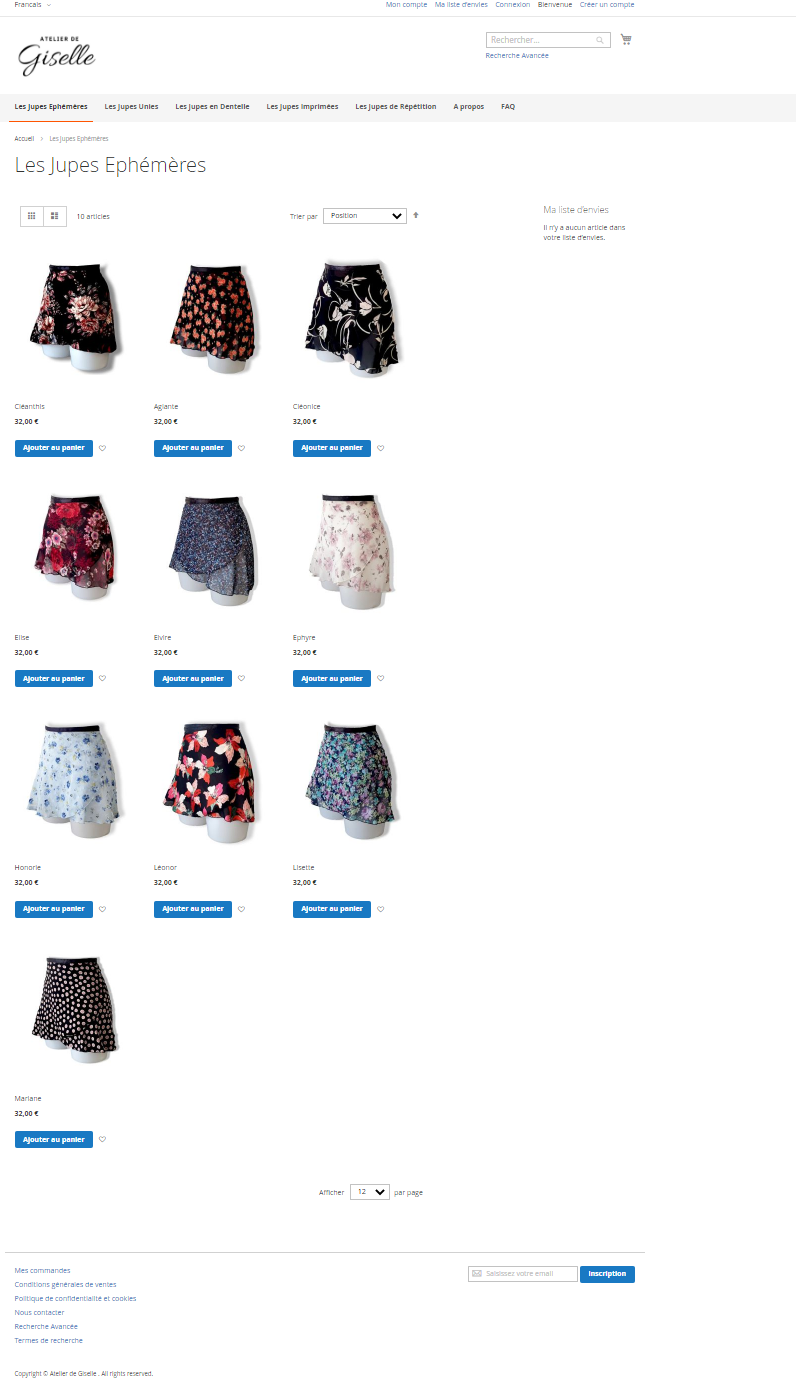 Francais
Mon compte Ma liste d'envies Connexion Bienvenue Créer un compte
ATELIER DE
Giselle
Rechercher...
Recherche Avancée
Les Jupes Ephémères Les Jupes Unies Les Jupes en Dentelle Les Jupes Imprimées Les Jupes de Répétition A propos FAQ
Accueil > Les Jupes Ephémères
Les Jupes Ephémères
10 articles
Trier par Position
Ma liste d'envies
Il n'y a aucun article dans
votre liste d'envies.
Cléanthis Aglante Cléonice
32,00 € 32,00 € 32,00 €
Ajouter au panier Ajouter au panier Ajouter au panier
Elise Elvire Ephyre
32,00 € 32,00 € 32,00 €
Ajouter au panier Ajouter au panier Ajouter au panier
Honorie Léonor Lisette
32,00 € 32,00 € 32,00 €
Ajouter au panier Ajouter au panier Ajouter au panier
Mariane
32,00 €
Ajouter au panier
Afficher 12 par page
Mes commandes
Conditions générales de ventes
Politique de confidentialité et cookies
Nous contacter
Recherche Avancée
Termes de recherche
Saisissez votre email Inscription
Copyright © Atelier de Giselle . All rights reserved.